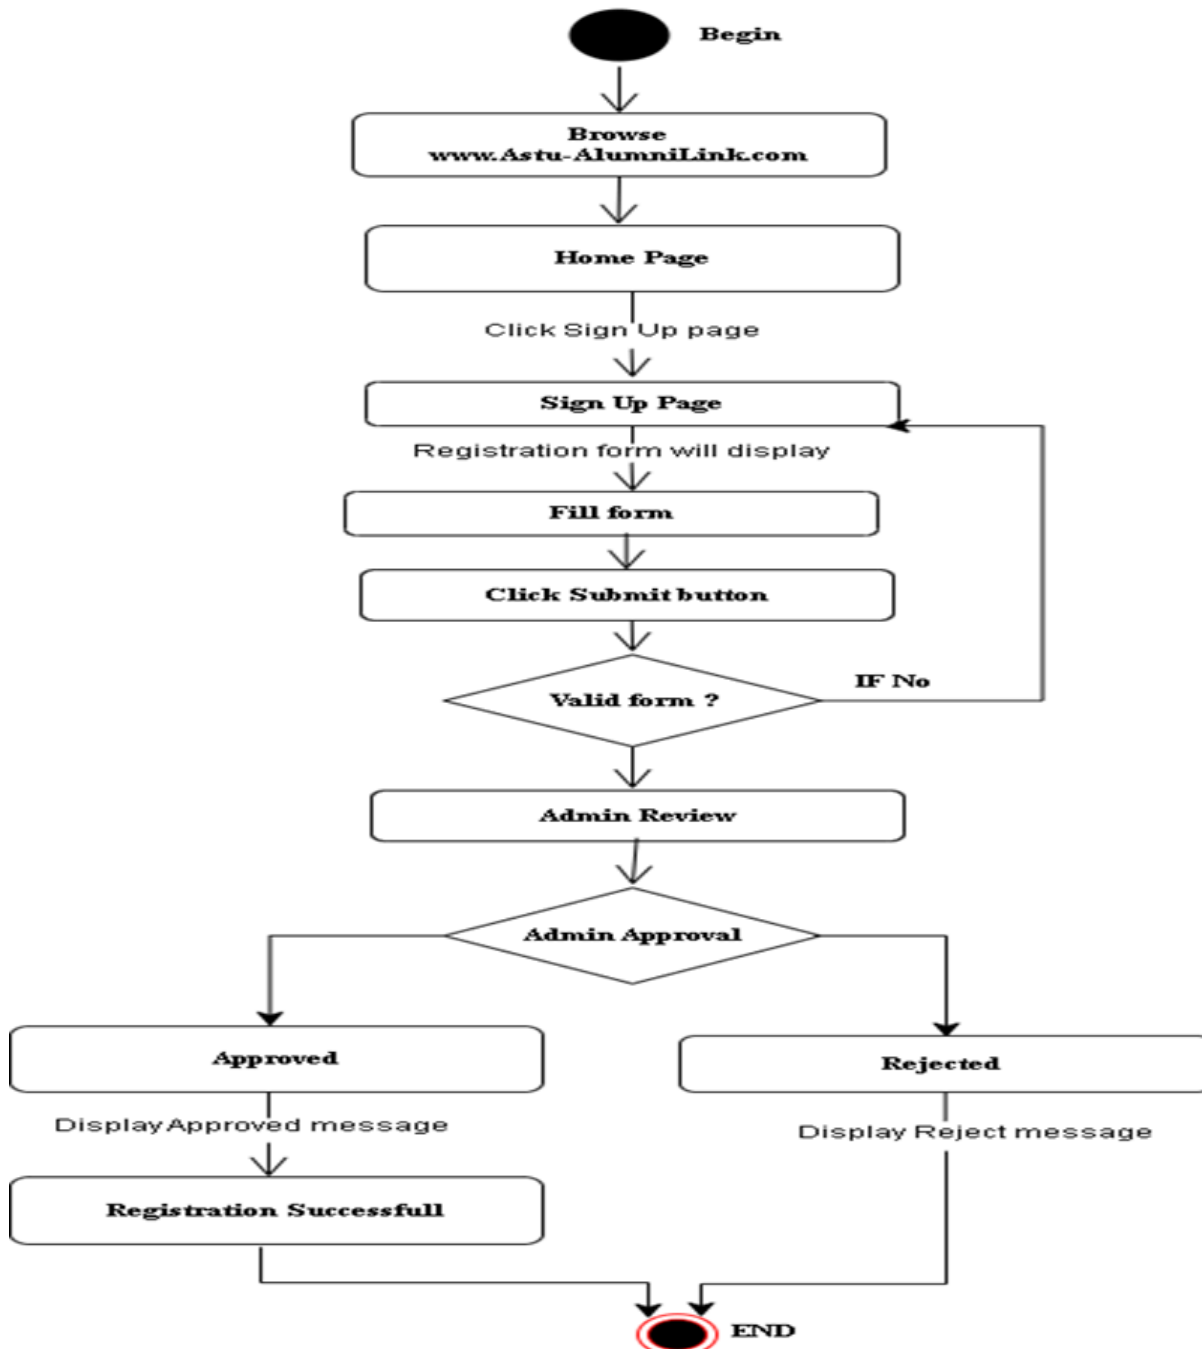 Begin
Browse
www.Astu-AlumniLink.com
Home Page
Click Sign Up page
Sign Up Page
Registration form will display
Fill form
Click Submit button
IF No
Valid form ?
Admin Review
Admin Approval
Approved
Rejected
Display Approved message
Display Reject message
Registration Successfull
END